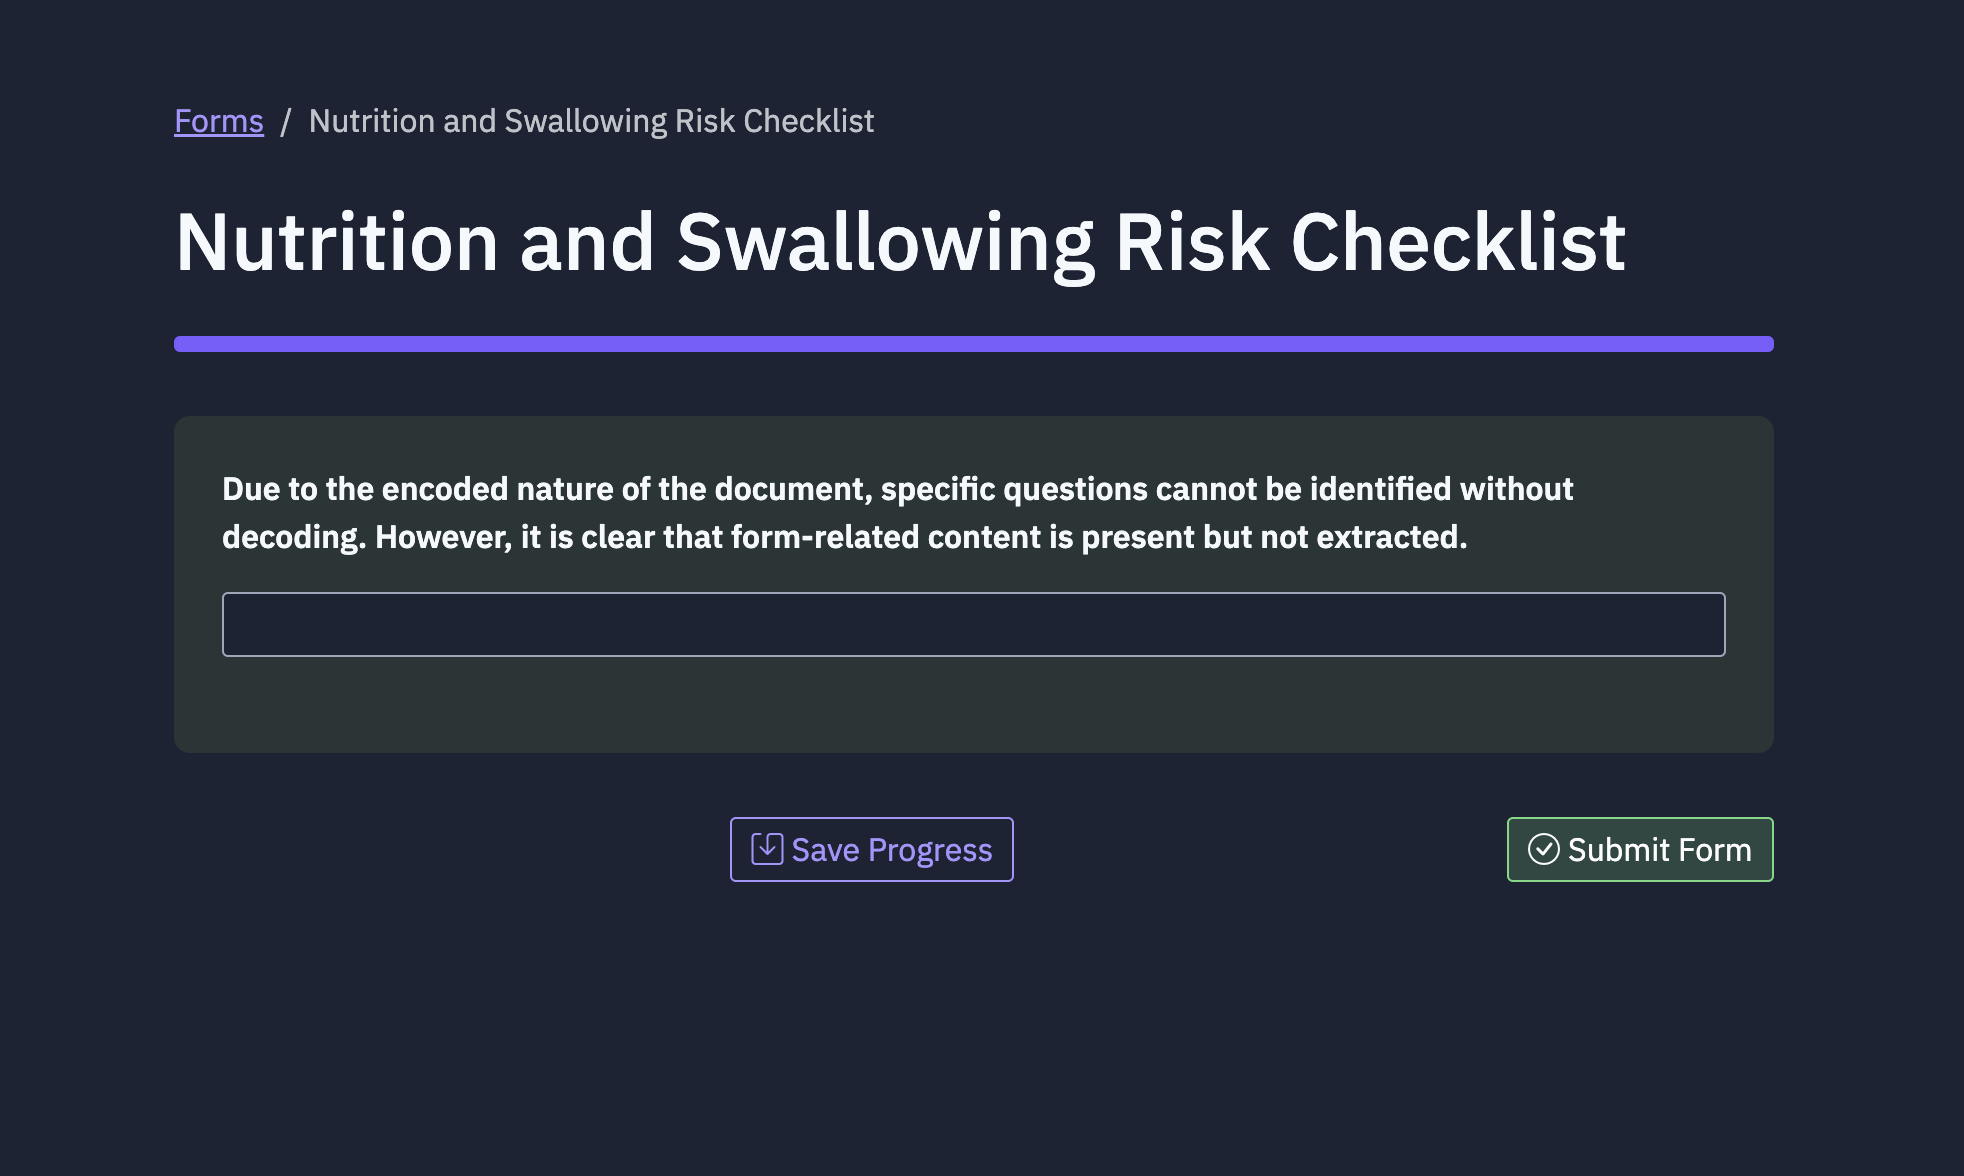 Forms / Nutrition and Swallowing Risk Checklist
Nutrition and Swallowing Risk Checklist
Due to the encoded nature of the document, specific questions cannot be identified without
decoding. However, it is clear that form-related content is present but not extracted.
Save Progress
Submit Form